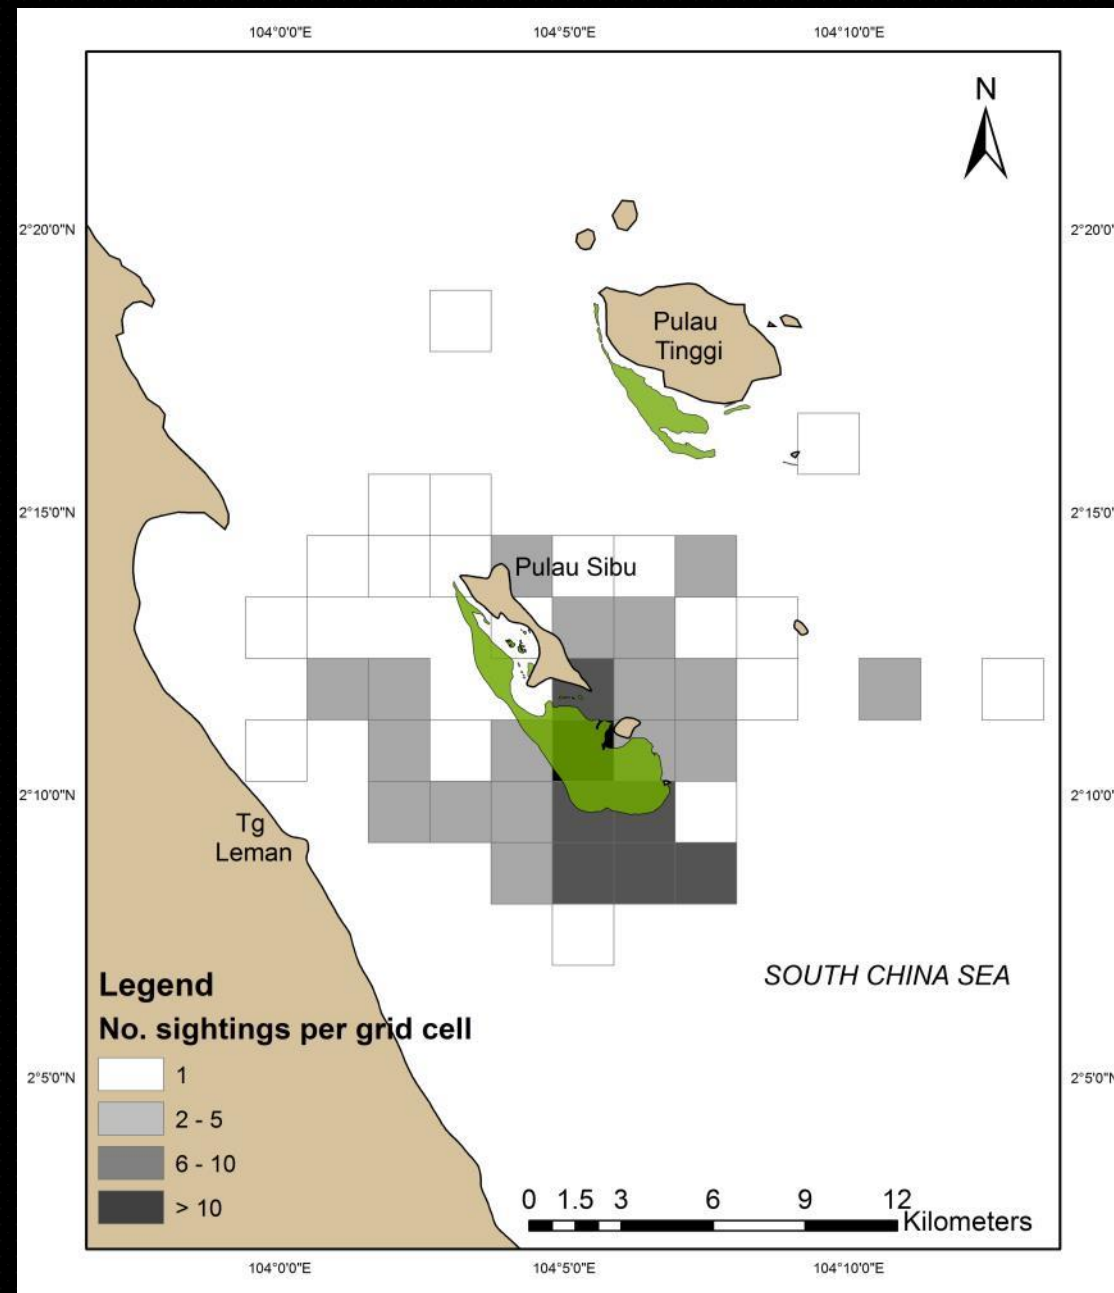 104°0'0"E 104°5'0"E 104°10'0"E
N
2°20'0"N 2°20'0"
Pulau
Tinggi
2°15'0"N 2°15'0"
Pulau Sibu
2°10'0"N 2°10'0"
Tg
Leman
SOUTH CHINA SEA
Legend
No. sightings per grid cell
2°5'0"N 2°5'0"N
1
2 - 5
6 - 10
> 10
0 1.5 3 6 9 12
Kilometers
104°0'0"E 104°5'0"E 104°10'0"E